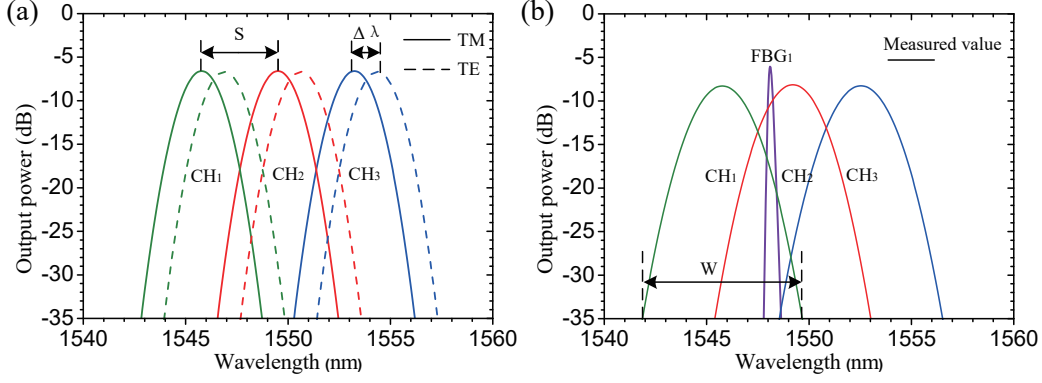 (a)
0
-5
-10
-15
-20
-25
-30
-35
Output power (dB)
S
Δ λ
TM
TE
CH1
CH2
CH3
1540
1545
1550
1555
1560
Wavelength (nm)
(b)
0
-5
-10
-15
-20
-25
-30
-35
Output power (dB)
Measured value
FBG1
CH1
CH2
CH3
W
1540
1545
1550
1555
1560
Wavelength (nm)